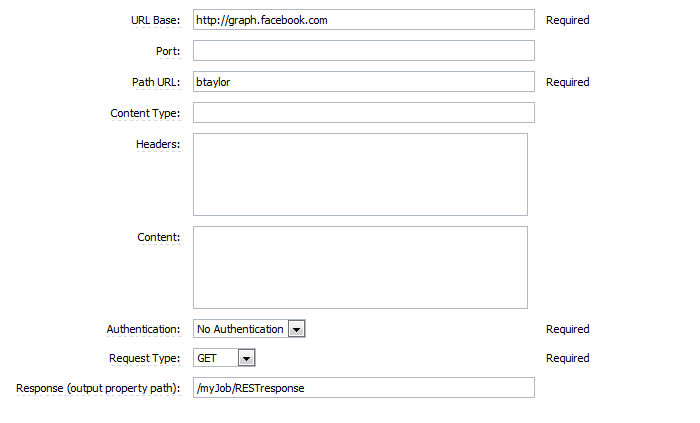 URL Base: http://graph.facebook.com Required
Port:
Path URL: btaylor Required
Content Type:
Headers:
Content:
Authentication: No Authentication Required
Request Type: GET Required
Response (output property path): /myJob/RESTresponse